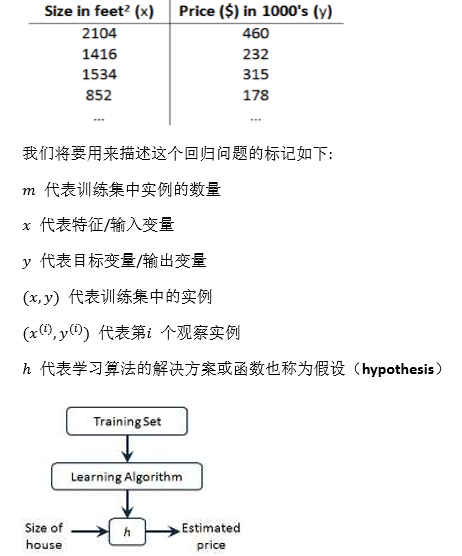 Size in feet² (x) Price ($) in 1000's (y)
2104 460
1416 232
1534 315
852 178
... ...
我们将要用来描述这个回归问题的标记如下:
m 代表训练集中实例的数量
x 代表特征/输入变量
y 代表目标变量/输出变量
(x, y) 代表训练集中的实例
(x⁽ⁱ⁾, y⁽ⁱ⁾) 代表第i 个观察实例
h 代表学习算法的解决方案或函数也称为假设（hypothesis）
Training Set
Learning Algorithm
Size of
house
h
Estimated
price